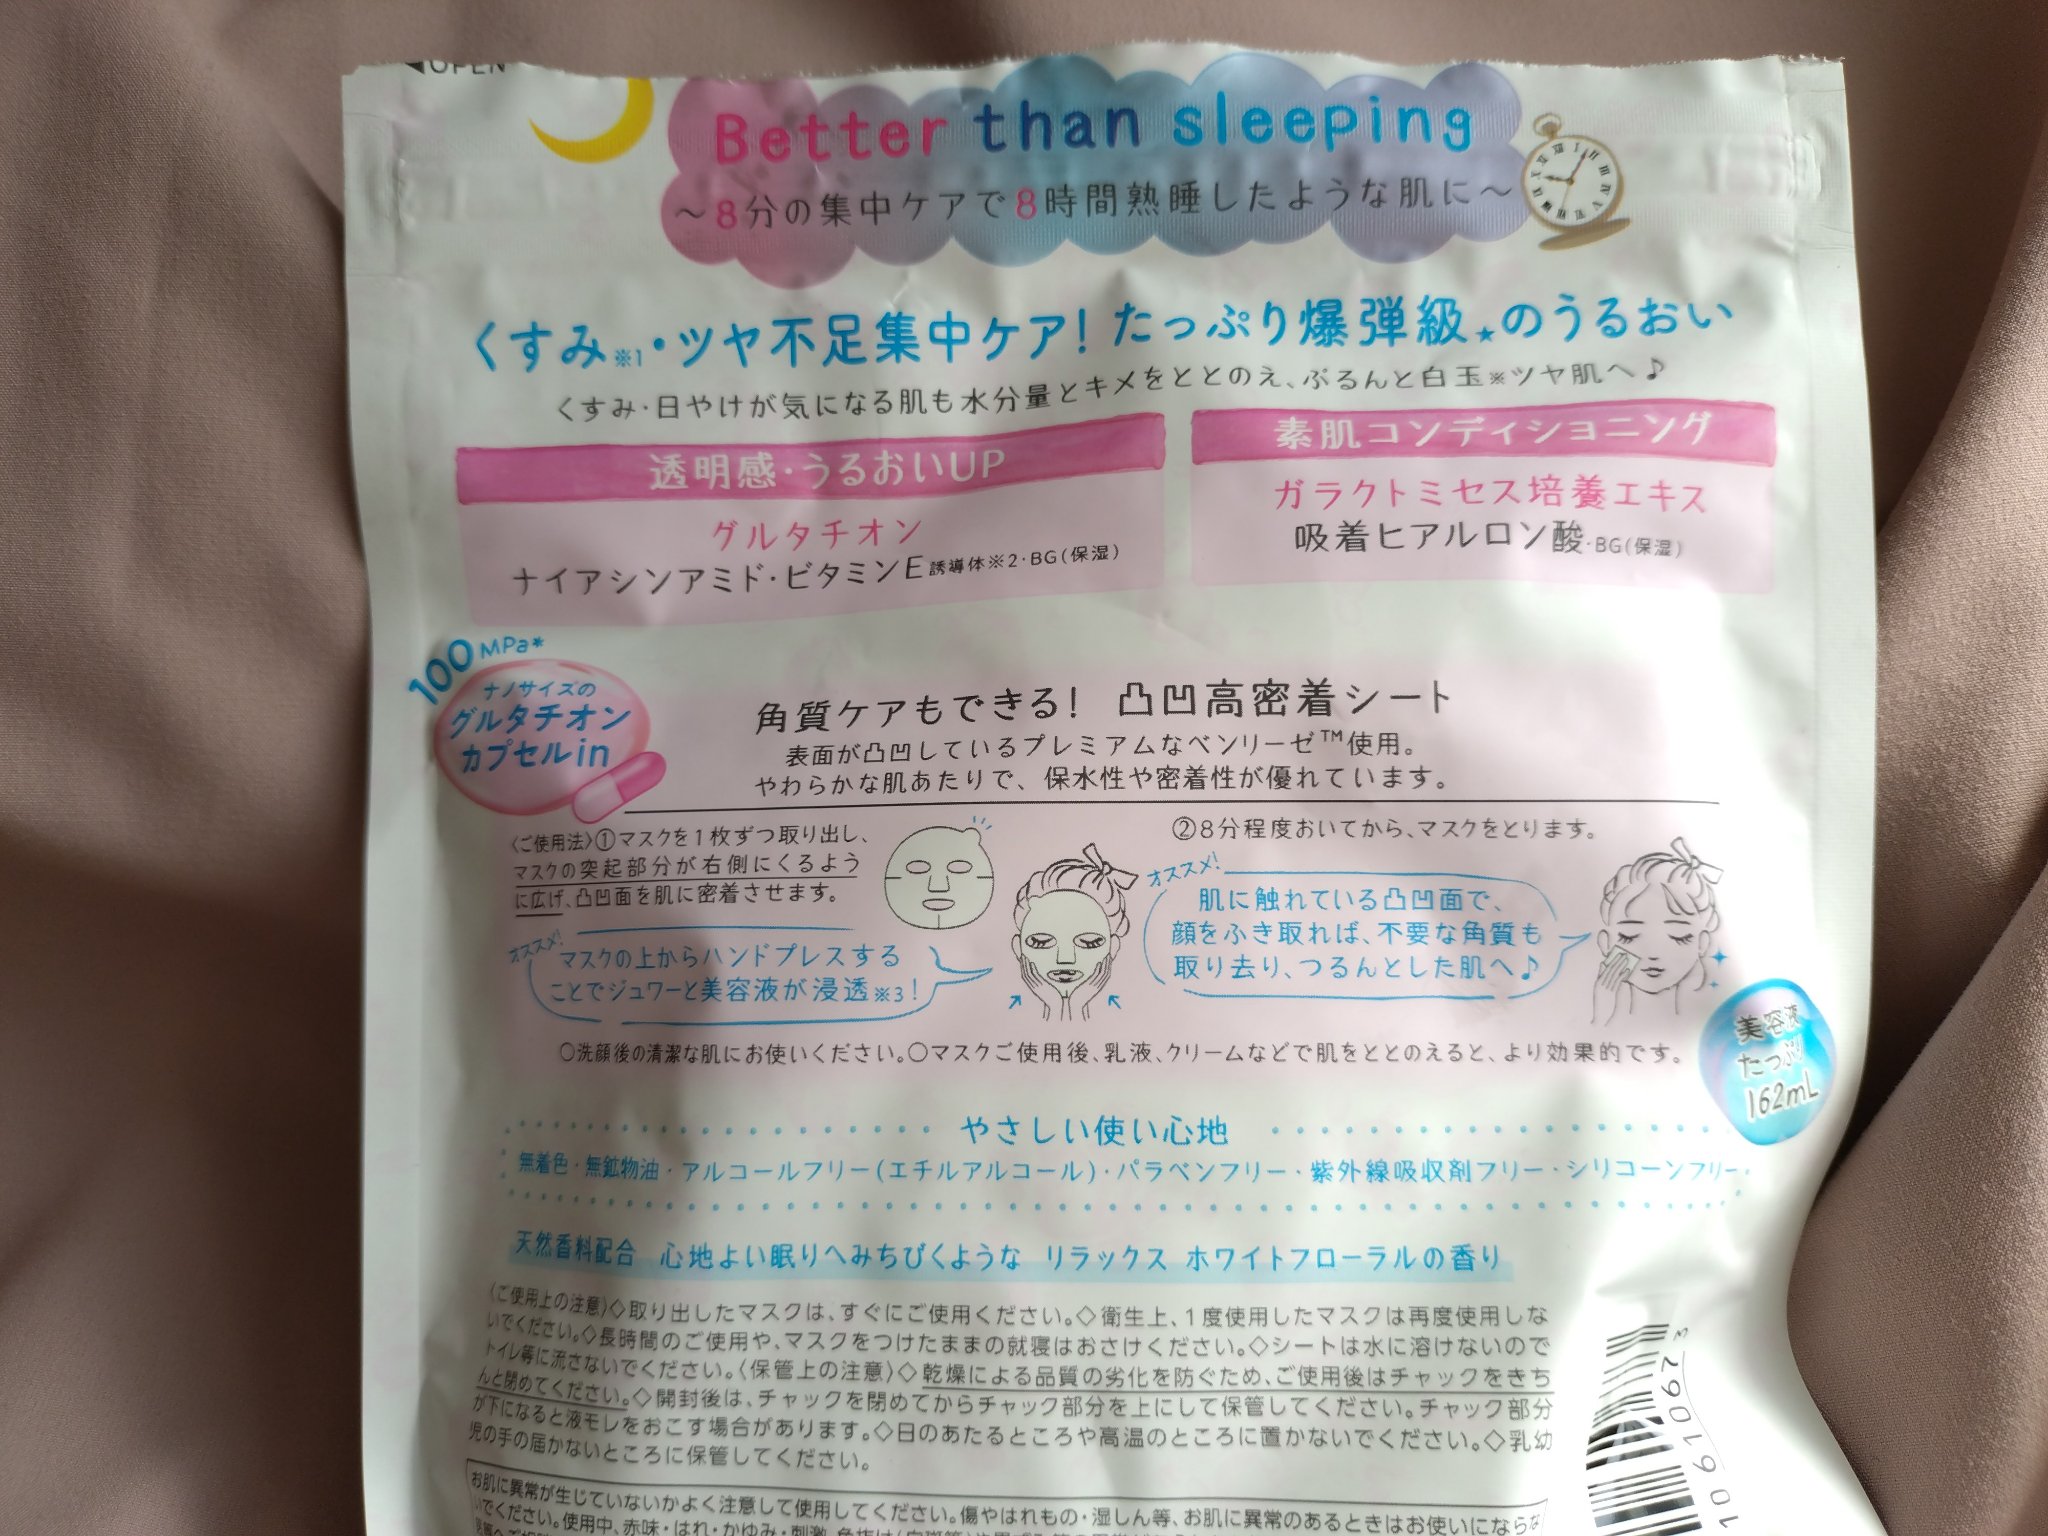 ◀OPEN
Better than sleeping
～8分の集中ケアで8時間熟睡したような肌に～
くすみ※1・ツヤ不足集中ケア！たっぷり爆弾級★のうるおい
くすみ・日やけが気になる肌も水分量とキメをととのえ、ぷるんと白玉※ツヤ肌へ♪
透明感・うるおいUP
グルタチオン
ナイアシンアミド・ビタミンE誘導体※2・BG(保湿)
素肌コンディショニング
ガラクトミセス培養エキス
吸着ヒアルロン酸・BG(保湿)
100MPa*
ナノサイズの
グルタチオン
カプセルin
角質ケアもできる！ 凸凹高密着シート
表面が凸凹しているプレミアムなベンリーゼ™使用。
やわらかな肌あたりで、保水性や密着性が優れています。
〈ご使用法〉①マスクを1枚ずつ取り出し、
マスクの突起部分が右側にくるよう
に広げ、凸凹面を肌に密着させます。
オススメ！
マスクの上からハンドプレスする
ことでジュワーと美容液が浸透※3！
②8分程度おいてから、マスクをとります。
オススメ！
肌に触れている凸凹面で、
顔をふき取れば、不要な角質も
取り去り、つるんとした肌へ♪
〇洗顔後の清潔な肌にお使いください。〇マスクご使用後、乳液、クリームなどで肌をととのえると、より効果的です。
美容液
たっぷり
162mL
やさしい使い心地
無着色・無鉱物油・アルコールフリー(エチルアルコール)・パラベンフリー・紫外線吸収剤フリー・シリコーンフリー
天然香料配合 心地よい眠りへみちびくような リラックス ホワイトフローラルの香り
〈ご使用上の注意〉◇取り出したマスクは、すぐにご使用ください。◇衛生上、1度使用したマスクは再度使用しな
いでください。◇長時間のご使用や、マスクをつけたままの就寝はおさけください。◇シートは水に溶けないので
トイレ等に流さないでください。〈保管上の注意〉◇乾燥による品質の劣化を防ぐため、ご使用後はチャックをきち
んと閉めてください。◇開封後は、チャックを閉めてからチャック部分を上にして保管してください。チャック部分
が下になると液モレをおこす場合があります。◇日のあたるところや高温のところに置かないでください。◇乳幼
児の手の届かないところに保管してください。
お肌に異常が生じていないかよく注意して使用してください。傷やはれもの・湿しん等、お肌に異常のあるときはお使いにならな
いでください。使用中、赤味・はれ・かゆみ・刺激、